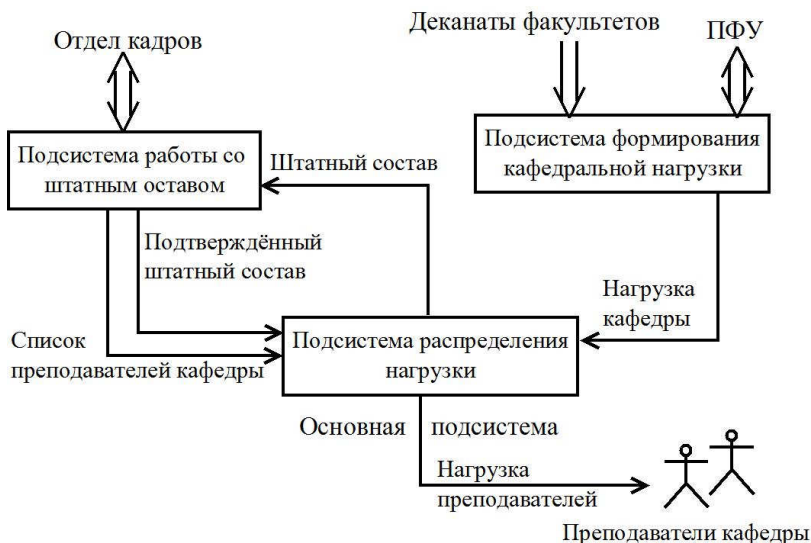 Отдел кадров
Деканаты факультетов
ПФУ
Подсистема работы со
штатным оставом
Штатный состав
Подсистема формирования
кафедральной нагрузки
Подтверждённый
штатный состав
Нагрузка
кафедры
Список
преподавателей кафедры
Подсистема распределения
нагрузки
Основная подсистема
Нагрузка
преподавателей
Преподаватели кафедры